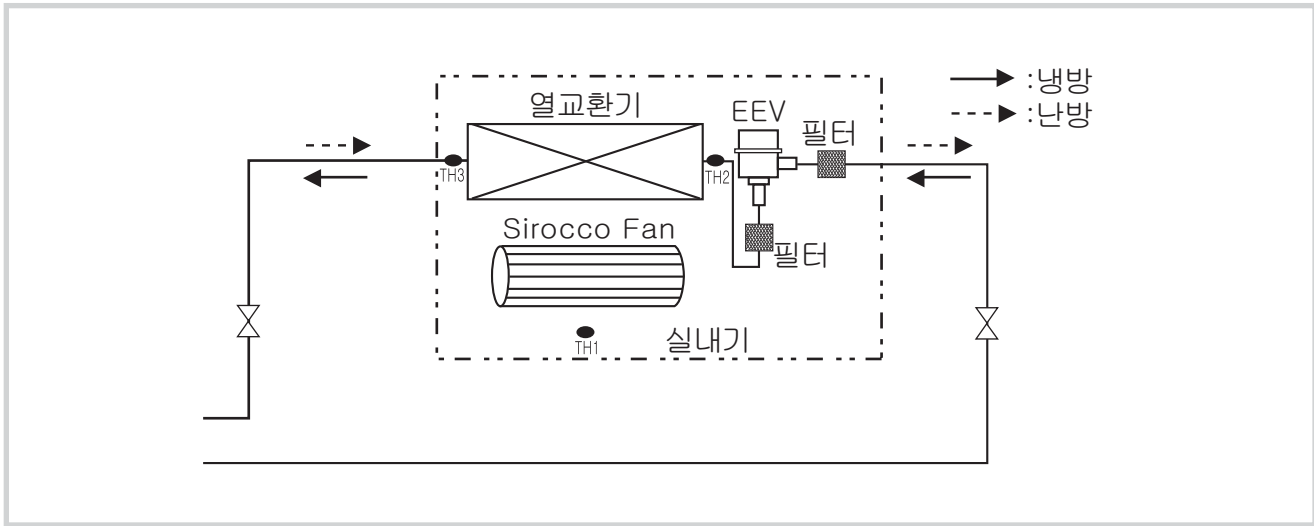 :냉방
열교환기
EEV
필터
:난방
TH3
TH2
Sirocco Fan
필터
TH1
실내기